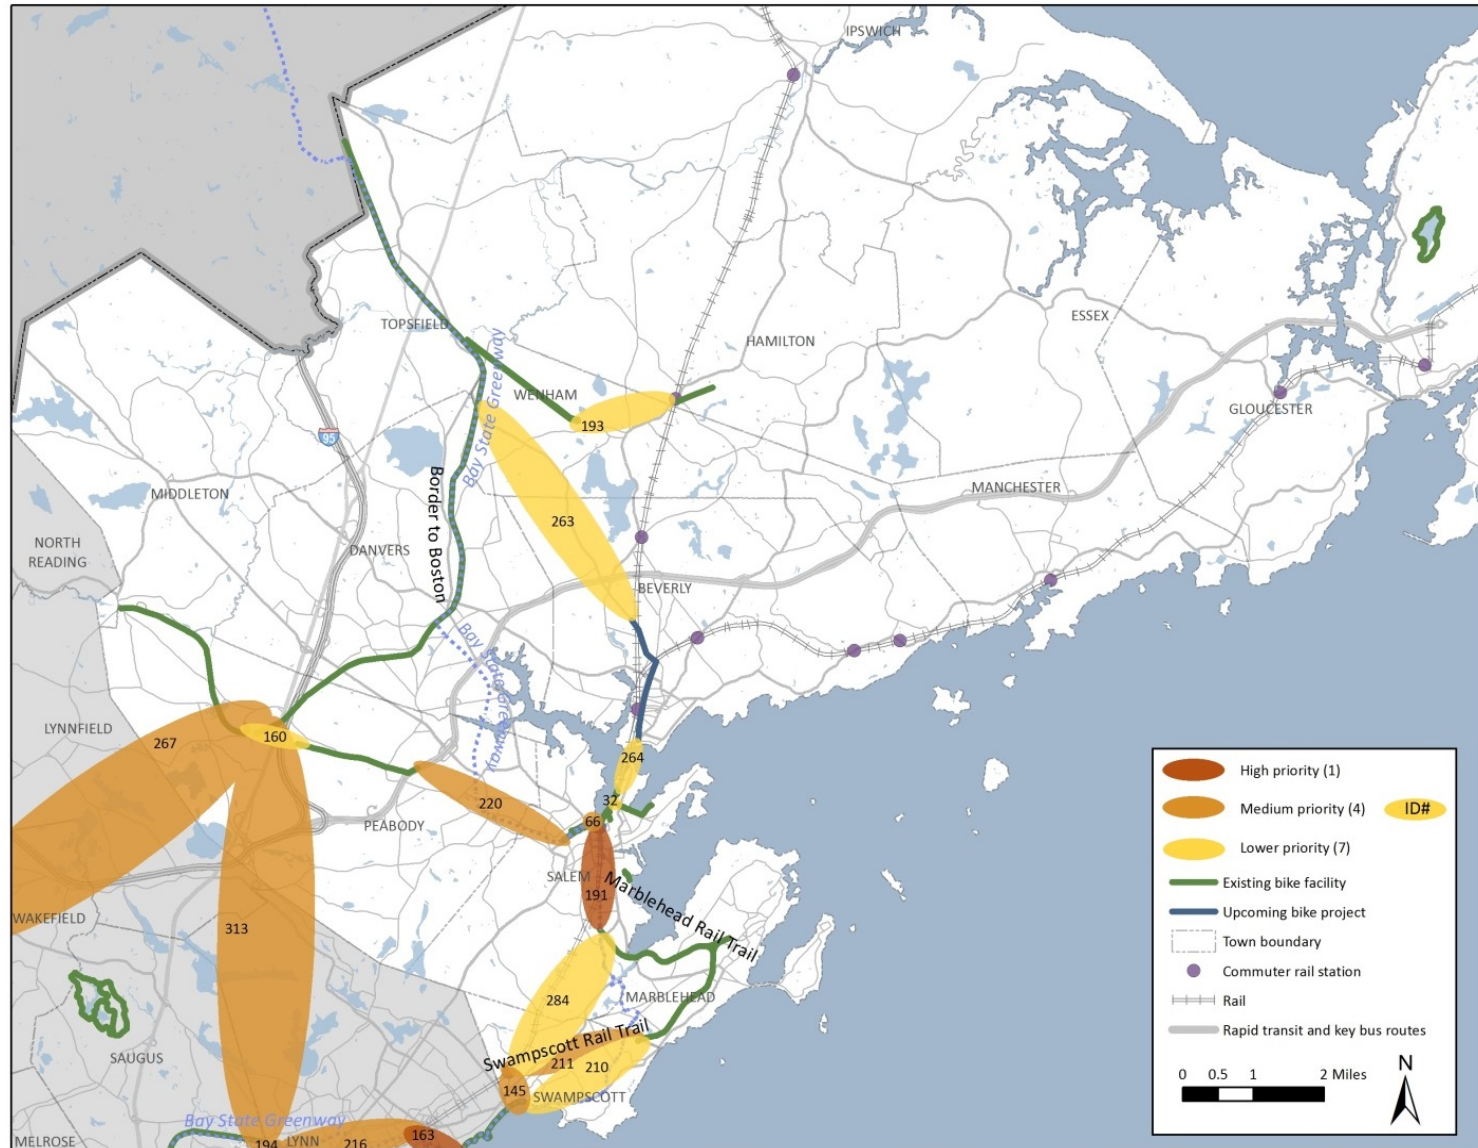 IPSWICH
TOPSFIELD
HAMILTON
ESSEX
Bay State Greenway
WENHAM
193
GLOUCESTER
95
MIDDLETON
MANCHESTER
Border to Boston
263
NORTH
READING
DANVERS
BEVERLY
Bay State Greenway
LYNNFIELD
267
160
264
220
32
66
PEABODY
SALEM
191
Marblehead Rail Trail
WAKEFIELD
313
284
MARBLEHEAD
Swampscott Rail Trail
211
210
SAUGUS
145
SWAMPSCOTT
Bay State Greenway
MELROSE
194
LYNN
216
163
High priority (1)
Medium priority (4)
ID#
Lower priority (7)
Existing bike facility
Upcoming bike project
Town boundary
Commuter rail station
Rail
Rapid transit and key bus routes
0 0.5 1 2 Miles
N